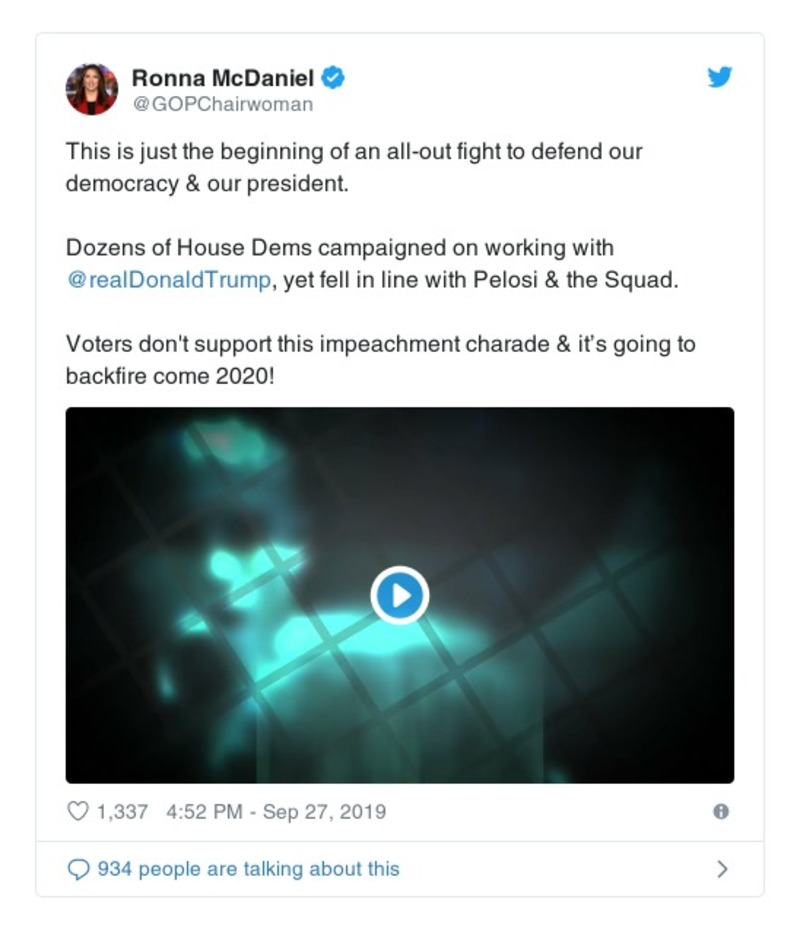 Ronna McDaniel
@GOPChairwoman
This is just the beginning of an all-out fight to defend our
democracy & our president.
Dozens of House Dems campaigned on working with
@realDonaldTrump, yet fell in line with Pelosi & the Squad.
Voters don't support this impeachment charade & it’s going to
backfire come 2020!
1,337 4:52 PM - Sep 27, 2019
934 people are talking about this